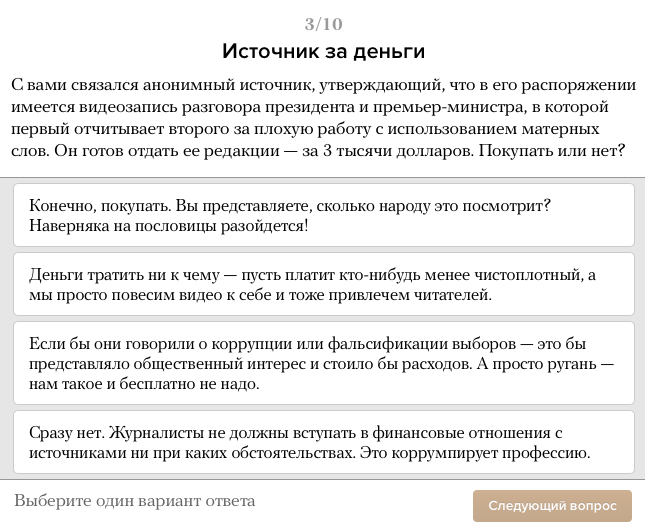 3/10
Источник за деньги
С вами связался анонимный источник, утверждающий, что в его распоряжении
имеется видеозапись разговора президента и премьер-министра, в которой
первый отчитывает второго за плохую работу с использованием матерных
слов. Он готов отдать ее редакции — за 3 тысячи долларов. Покупать или нет?
Конечно, покупать. Вы представляете, сколько народу это посмотрит?
Наверняка на пословицы разойдется!
Деньги тратить ни к чему — пусть платит кто-нибудь менее чистоплотный, а
мы просто повесим видео к себе и тоже привлечем читателей.
Если бы они говорили о коррупции или фальсификации выборов — это бы
представляло общественный интерес и стоило бы расходов. А просто ругань —
нам такое и бесплатно не надо.
Сразу нет. Журналисты не должны вступать в финансовые отношения с
источниками ни при каких обстоятельствах. Это коррумпирует профессию.
Выберите один вариант ответа
Следующий вопрос